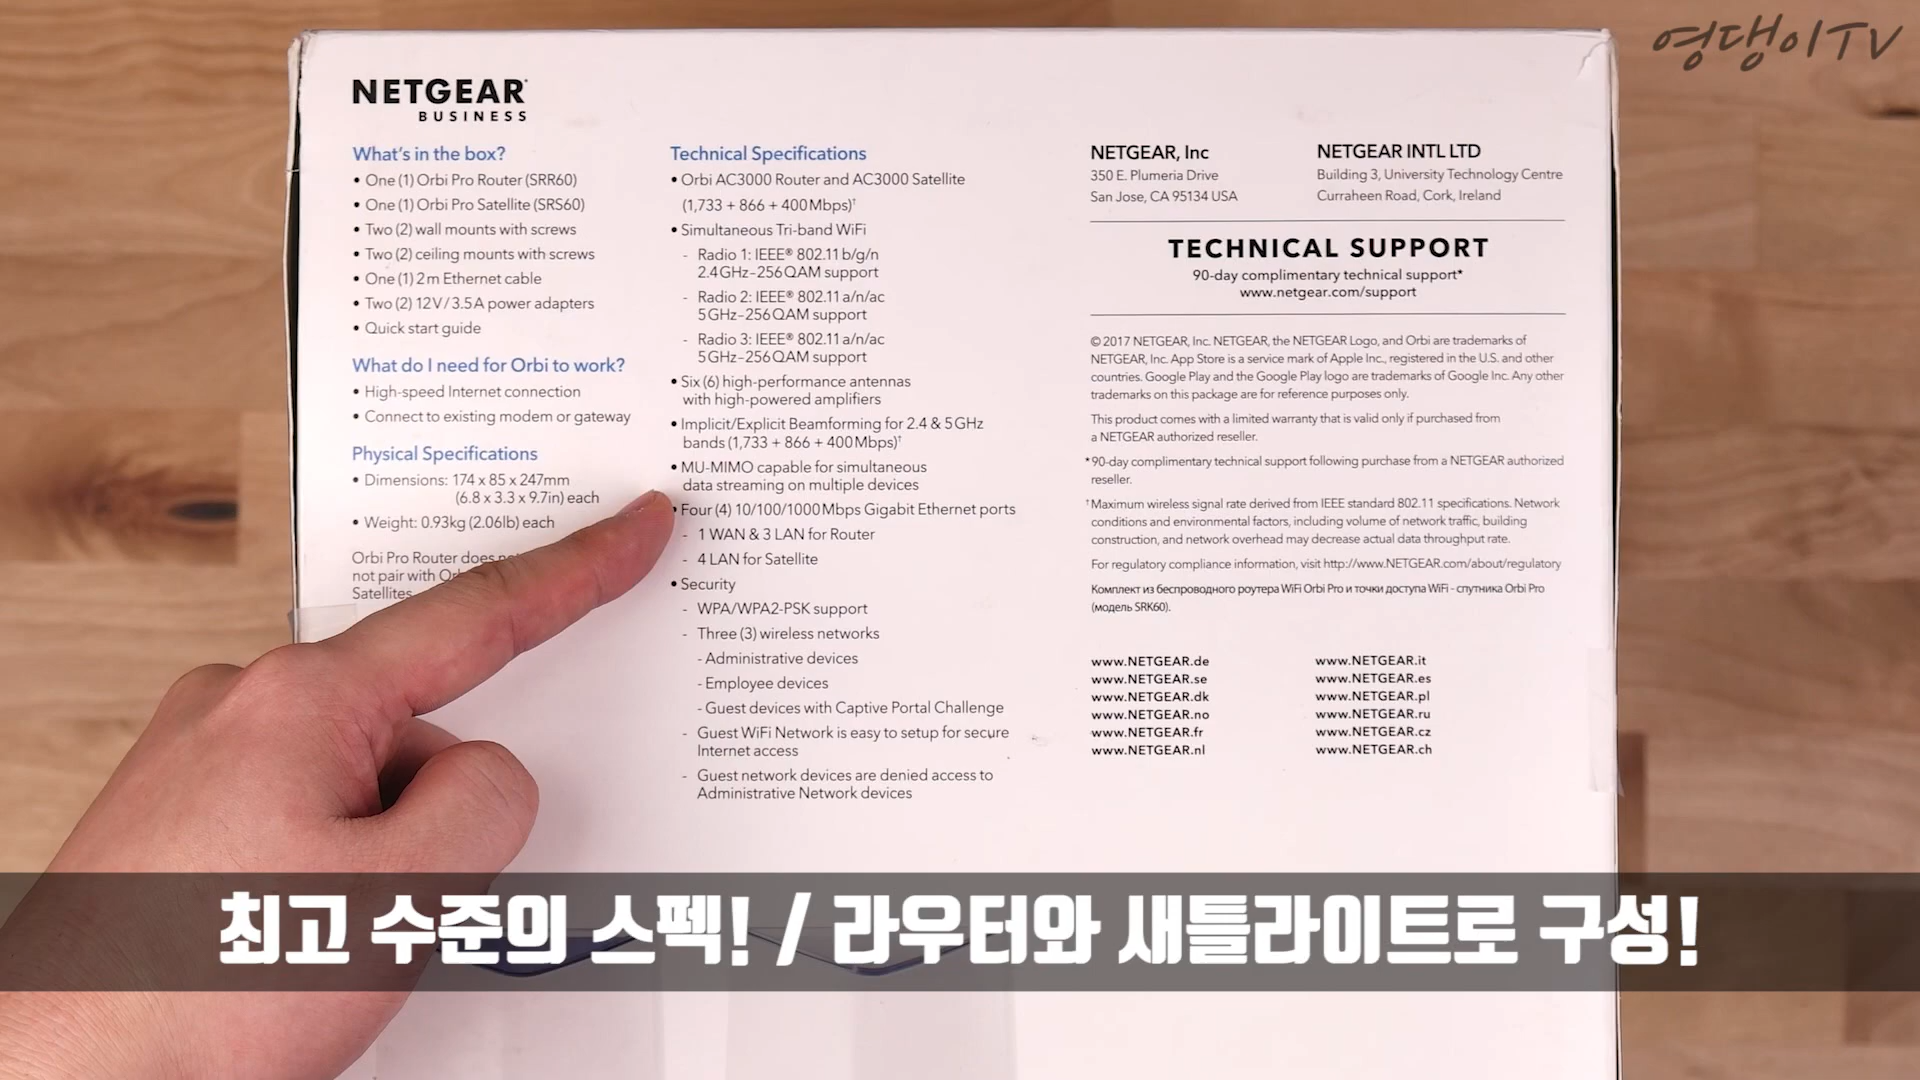 영댕이TV
NETGEAR
BUSINESS
What's in the box?
• One (1) Orbi Pro Router (SRR60)
• One (1) Orbi Pro Satellite (SRS60)
• Two (2) wall mounts with screws
• Two (2) ceiling mounts with screws
• One (1) 2 m Ethernet cable
• Two (2) 12V / 3.5 A power adapters
• Quick start guide
What do I need for Orbi to work?
• High-speed Internet connection
• Connect to existing modem or gateway
Physical Specifications
• Dimensions: 174 x 85 x 247mm
(6.8 x 3.3 x 9.7in) each
• Weight: 0.93kg (2.06lb) each
Orbi Pro Router does
not pair with
Satellites
Technical Specifications
• Orbi AC3000 Router and AC3000 Satellite
(1,733 + 866 + 400 Mbps)†
• Simultaneous Tri-band WiFi
- Radio 1: IEEE® 802.11 b/g/n
2.4 GHz–256 QAM support
- Radio 2: IEEE® 802.11 a/n/ac
5 GHz–256 QAM support
- Radio 3: IEEE® 802.11 a/n/ac
5 GHz–256 QAM support
• Six (6) high-performance antennas
with high-powered amplifiers
• Implicit/Explicit Beamforming for 2.4 & 5 GHz
bands (1,733 + 866 + 400 Mbps)†
• MU-MIMO capable for simultaneous
data streaming on multiple devices
• Four (4) 10/100/1000 Mbps Gigabit Ethernet ports
- 1 WAN & 3 LAN for Router
- 4 LAN for Satellite
• Security
- WPA/WPA2-PSK support
- Three (3) wireless networks
- Administrative devices
- Employee devices
- Guest devices with Captive Portal Challenge
- Guest WiFi Network is easy to setup for secure
Internet access
- Guest network devices are denied access to
Administrative Network devices
NETGEAR, Inc
350 E. Plumeria Drive
San Jose, CA 95134 USA
NETGEAR INTL LTD
Building 3, University Technology Centre
Curraheen Road, Cork, Ireland
TECHNICAL SUPPORT
90-day complimentary technical support*
www.netgear.com/support
© 2017 NETGEAR, Inc. NETGEAR, the NETGEAR Logo, and Orbi are trademarks of
NETGEAR, Inc. App Store is a service mark of Apple Inc., registered in the U.S. and other
countries. Google Play and the Google Play logo are trademarks of Google Inc. Any other
trademarks on this package are for reference purposes only.
This product comes with a limited warranty that is valid only if purchased from
a NETGEAR authorized reseller.
*90-day complimentary technical support following purchase from a NETGEAR authorized
reseller.
† Maximum wireless signal rate derived from IEEE standard 802.11 specifications. Network
conditions and environmental factors, including volume of network traffic, building
construction, and network overhead may decrease actual data throughput rate.
For regulatory compliance information, visit http://www.NETGEAR.com/about/regulatory
Комплект из беспроводного роутера WiFi Orbi Pro и точки доступа WiFi - спутника Orbi Pro
(модель SRK60).
www.NETGEAR.de
www.NETGEAR.se
www.NETGEAR.dk
www.NETGEAR.no
www.NETGEAR.fr
www.NETGEAR.nl
www.NETGEAR.it
www.NETGEAR.es
www.NETGEAR.pl
www.NETGEAR.ru
www.NETGEAR.cz
www.NETGEAR.ch
최고 수준의 스펙! / 라우터와 새틀라이트로 구성!